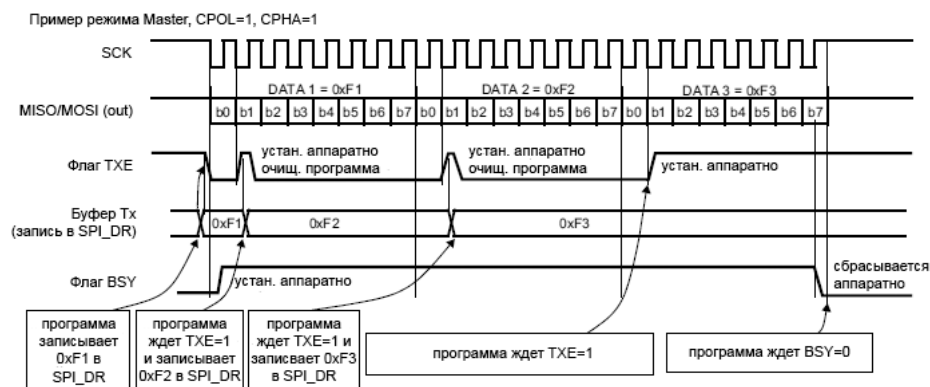 Пример режима Master, CPOL=1, CPHA=1
SCK
DATA 1 = 0xF1 DATA 2 = 0xF2 DATA 3 = 0xF3
MISO/MOSI (out) b0 b1 b2 b3 b4 b5 b6 b7 b0 b1 b2 b3 b4 b5 b6 b7 b0 b1 b2 b3 b4 b5 b6 b7
Флаг TXE
устан. аппаратно
очищ. программа
устан. аппаратно
очищ. программа
устан. аппаратно
Буфер Tx
(запись в SPI_DR)
0xF1 0xF2 0xF3
Флаг BSY
устан. аппаратно
сбрасывается
аппаратно
программа
записывает
0xF1 в
SPI_DR
программа
ждет TXE=1
и записывает
0xF2 в SPI_DR
программа
ждет TXE=1 и
записвает 0xF3
в SPI_DR
программа ждет TXE=1
программа ждет BSY=0